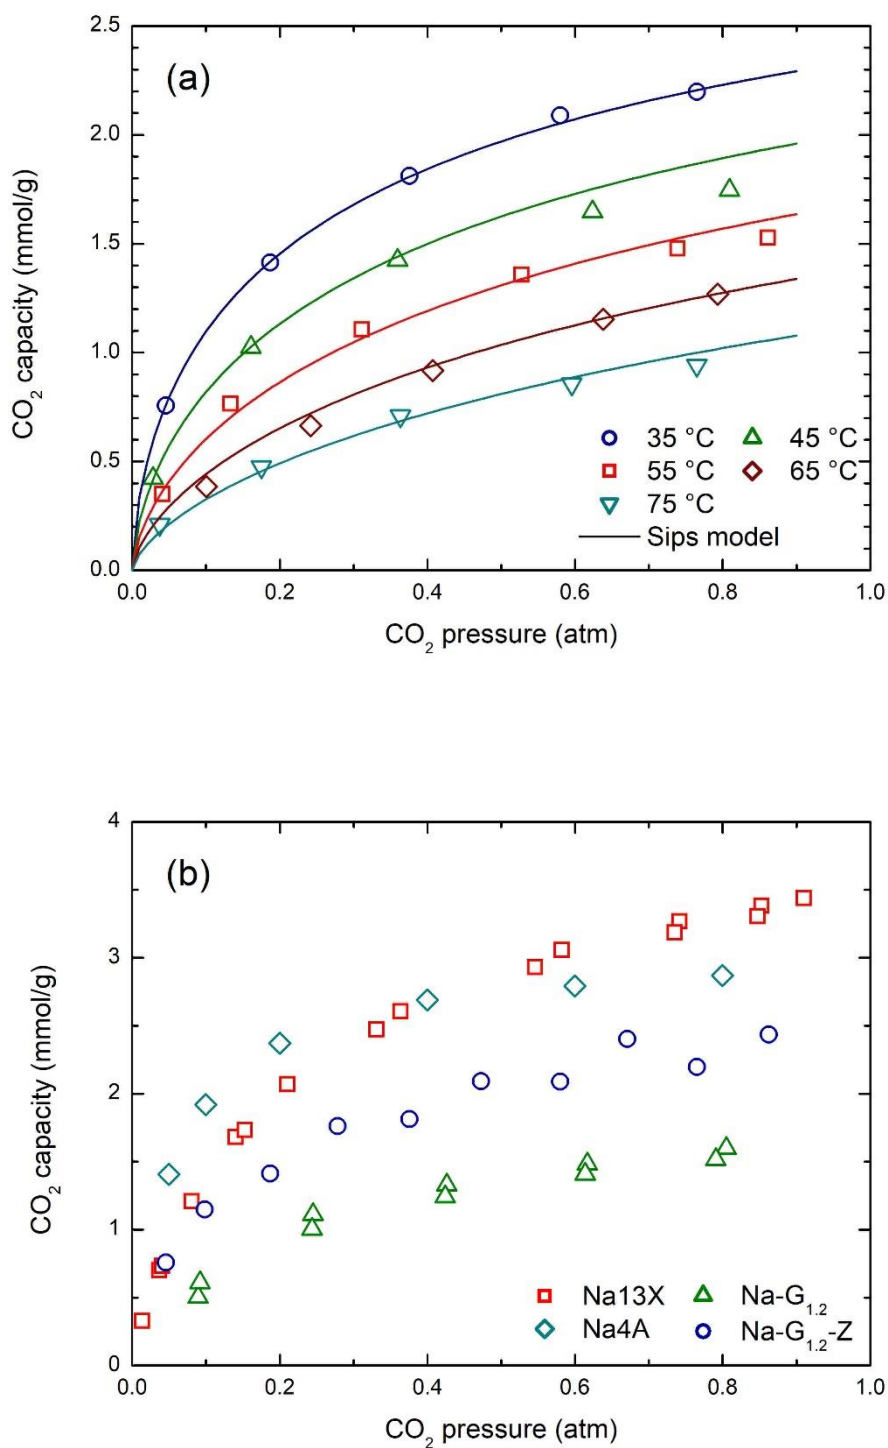 (a)
CO₂ capacity (mmol/g)
2.5
2.0
1.5
1.0
0.5
0.0
35 °C 45 °C
55 °C 65 °C
75 °C
Sips model
0.0 0.2 0.4 0.6 0.8 1.0
CO₂ pressure (atm)
(b)
CO₂ capacity (mmol/g)
4
3
2
1
0
Na13X Na-G₁.₂
Na4A Na-G₁.₂-Z
0.0 0.2 0.4 0.6 0.8 1.0
CO₂ pressure (atm)